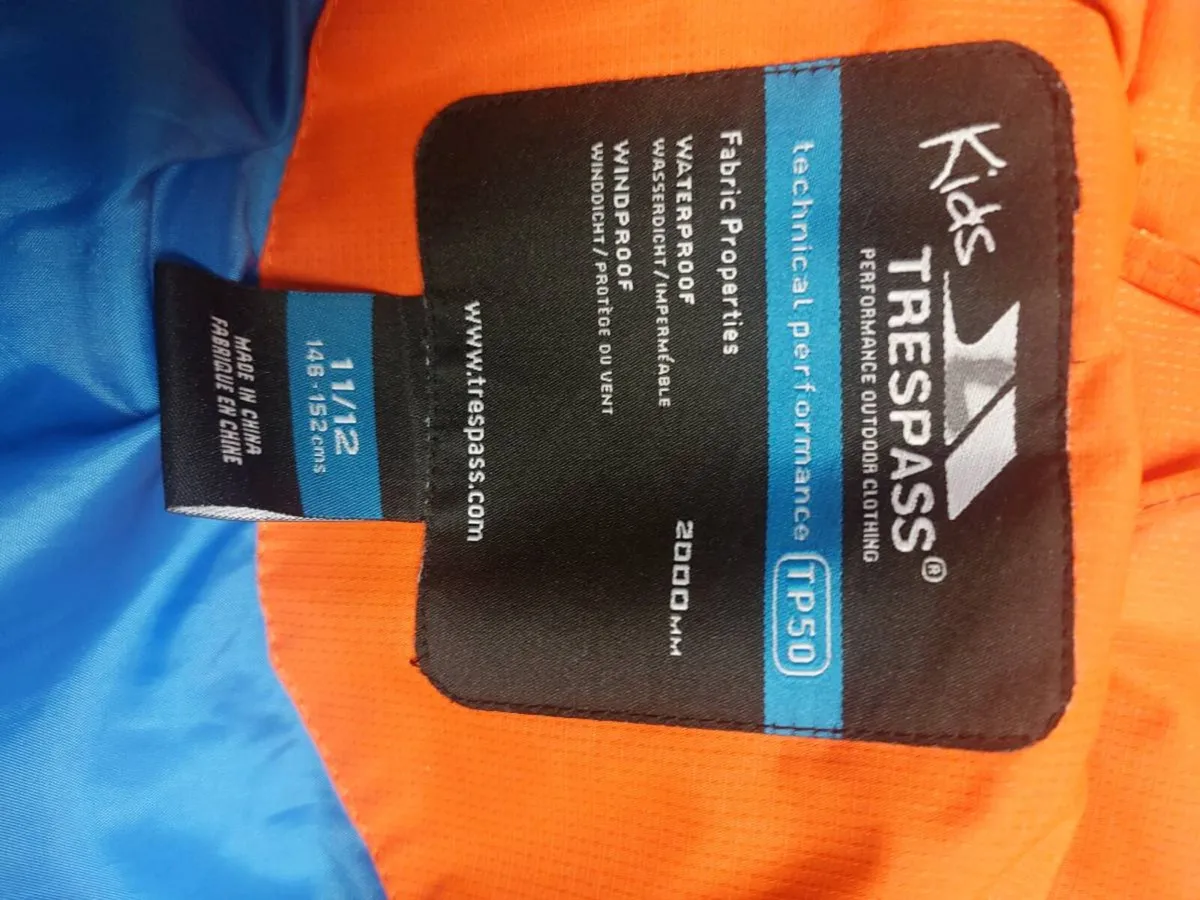 Kids
TRESPASS®
PERFORMANCE OUTDOOR CLOTHING
technical performance TP50
Fabric Properties
WATERPROOF 2000MM
WASSERDICHT/IMPERMÉABLE
WINDPROOF
WINDDICHT/PROTÈGE DU VENT
www.trespass.com
11/12
146-152cms
MADE IN CHINA
FABRIQUE EN CHINE